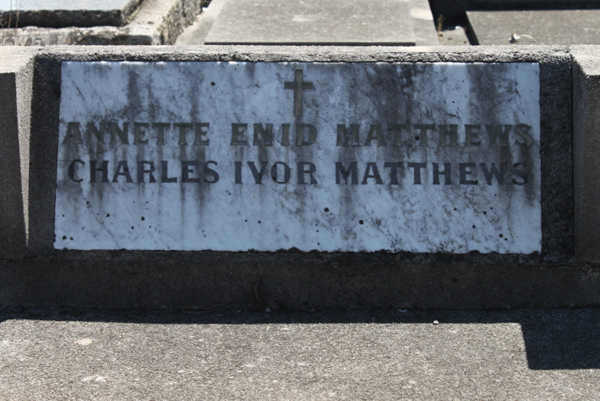 ANNETTE ENID MATTHEWS
CHARLES IVOR MATTHEWS